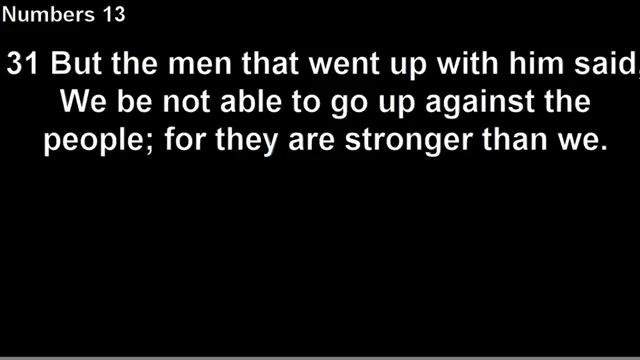 Numbers 13
31 But the men that went up with him said,
We be not able to go up against the
people; for they are stronger than we.